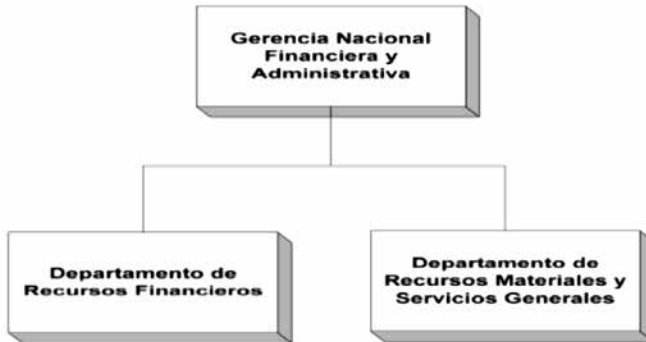 Gerencia Nacional
Financiera y
Administrativa
Departamento de
Recursos Financieros
Departamento de
Recursos Materiales y
Servicios Generales